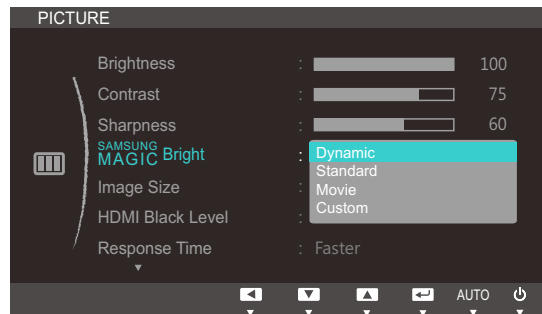 PICTURE
Brightness : 100
Contrast : 75
Sharpness : 60
SAMSUNG MAGIC Bright : Dynamic
Standard
Image Size :
Movie
HDMI Black Level :
Custom
Response Time : Faster
AUTO